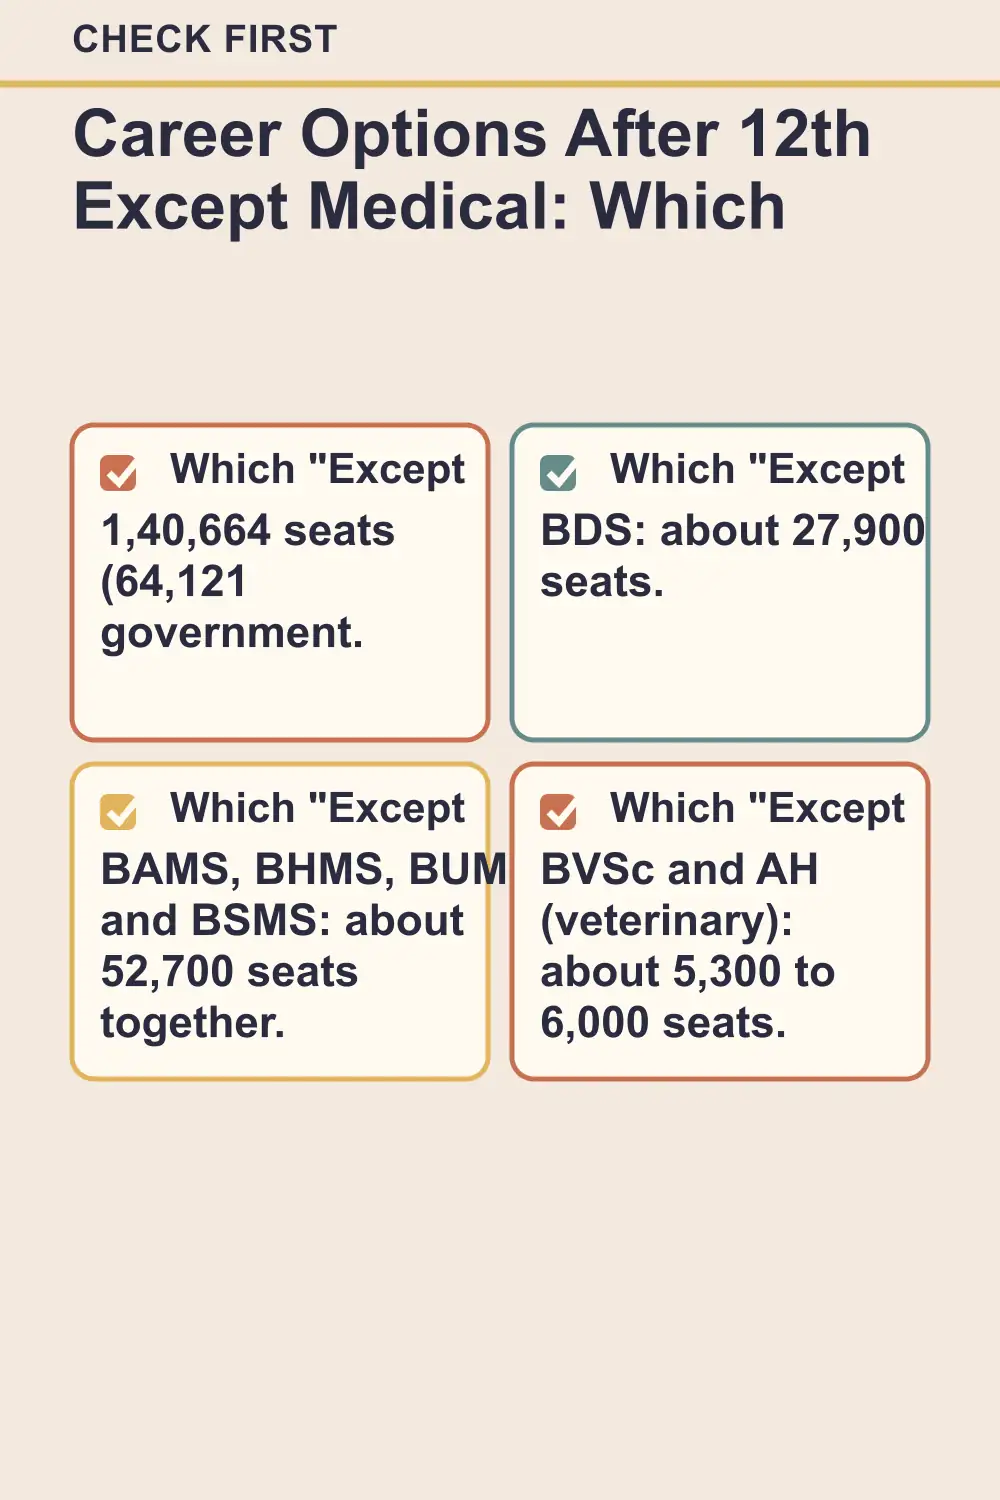 CHECK FIRST
Career Options After 12th
Except Medical: Which
Which "Except
1,40,664 seats
(64,121
government.
Which "Except
BDS: about 27,900
seats.
Which "Except
BAMS, BHMS, BUM
and BSMS: about
52,700 seats
together.
Which "Except
BVSc and AH
(veterinary):
about 5,300 to
6,000 seats.